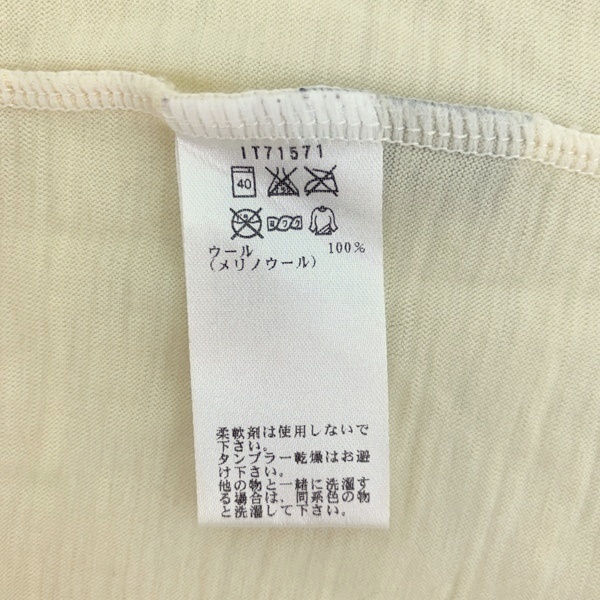 IT71571
40
ウール 100%
(メリノウール)
柔軟剤は使用しないで
下さい。
タンブラー乾燥はお避
け下さい。
他の物と一緒に洗濯す
る場合は、同系色の物
と洗濯して下さい。